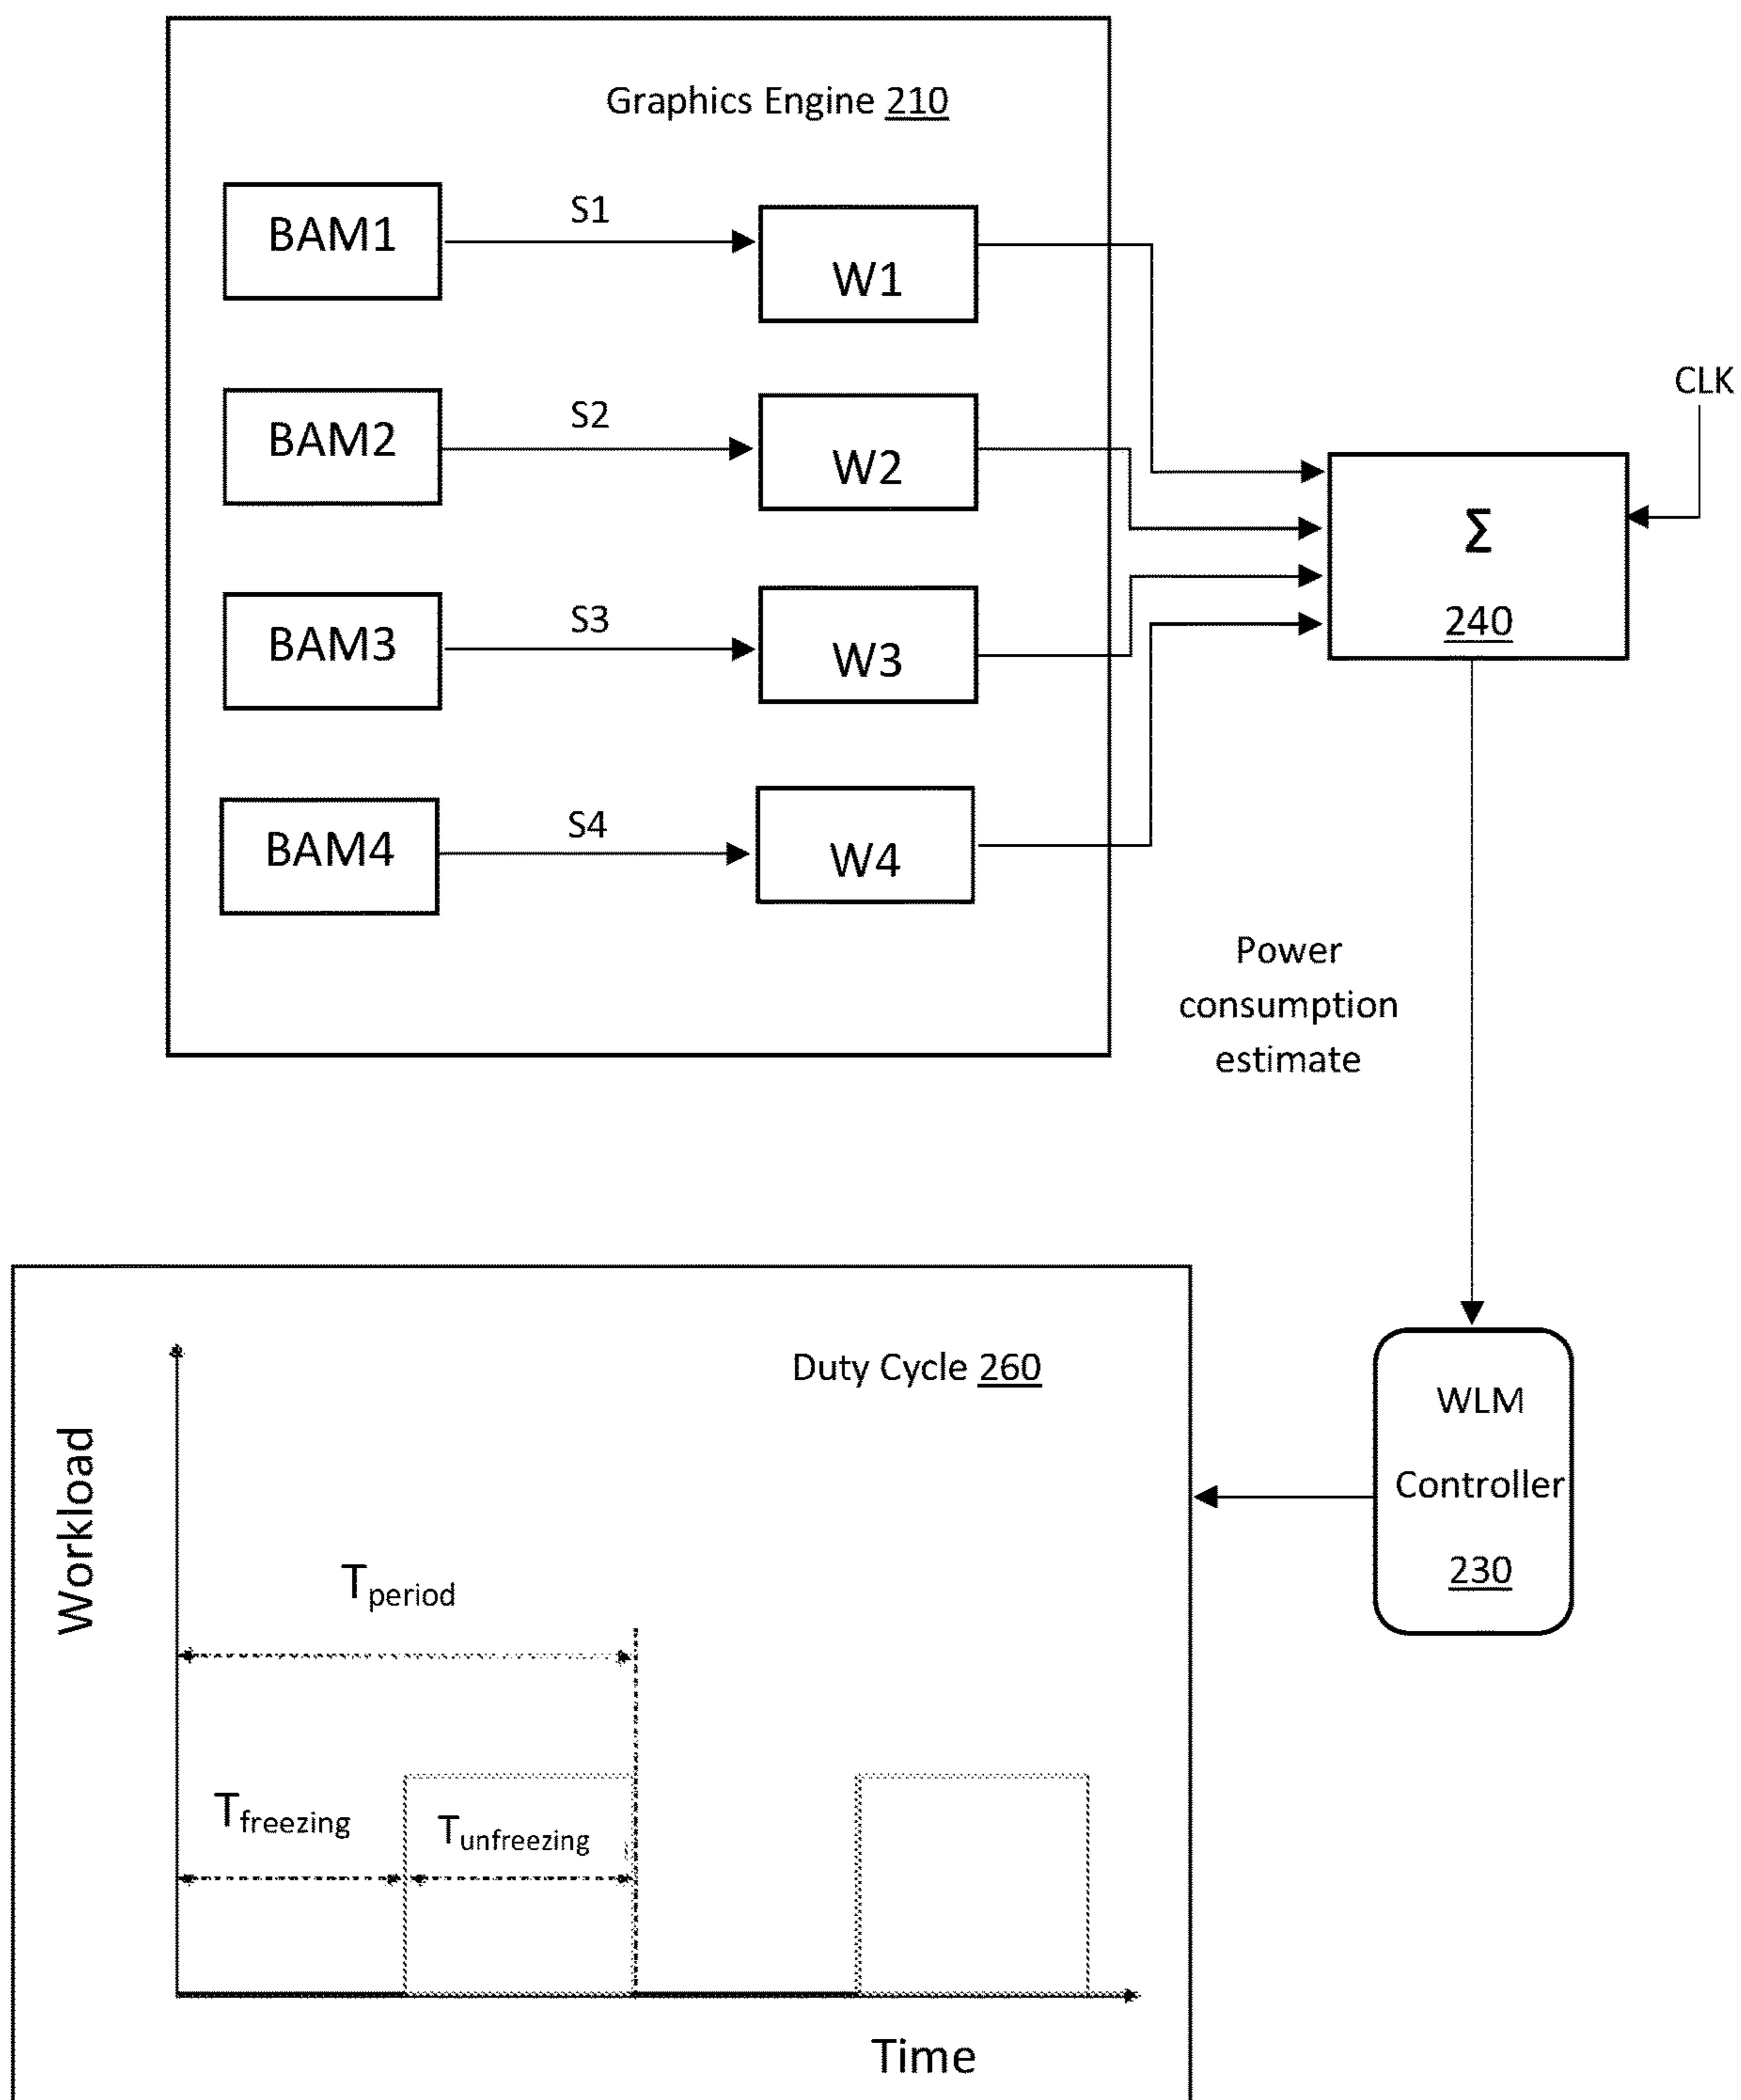 Graphics Engine 210
BAM1
S1
W1
BAM2
S2
W2
CLK
BAM3
S3
W3
Σ
240
BAM4
S4
W4
Power
consumption
estimate
Duty Cycle 260
WLM
Controller
230
Workload
Tperiod
Tfreezing
Tunfreezing
Time